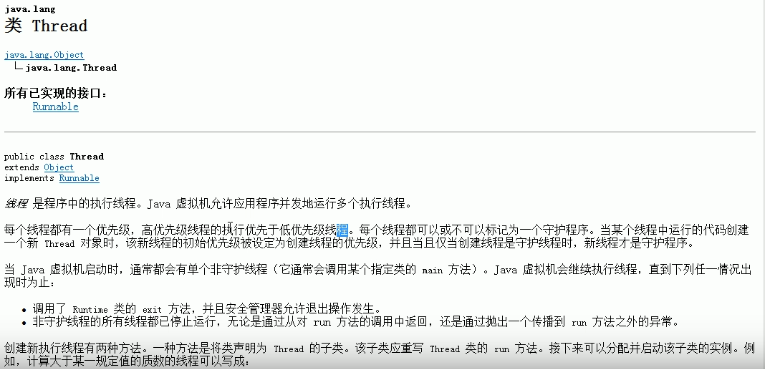 java.lang
类 Thread
java.lang.Object
java.lang.Thread
所有已实现的接口：
Runnable
public class Thread
extends Object
implements Runnable
线程 是程序中的执行线程。Java 虚拟机允许应用程序并发地运行多个执行线程。
每个线程都有一个优先级，高优先级线程的执行优先于低优先级线程。每个线程都可以或不可以标记为一个守护程序。当某个线程中运行的代码创建
一个新 Thread 对象时，该新线程的初始优先级被设定为创建线程的优先级，并且当且仅当创建线程是守护线程时，新线程才是守护程序。
当 Java 虚拟机启动时，通常都会有单个非守护线程（它通常会调用某个指定类的 main 方法）。Java 虚拟机会继续执行线程，直到下列任一情况出
现时为止：
• 调用了 Runtime 类的 exit 方法，并且安全管理器允许退出操作发生。
• 非守护线程的所有线程都已停止运行，无论是通过从对 run 方法的调用中返回，还是通过抛出一个传播到 run 方法之外的异常。
创建新执行线程有两种方法。一种方法是将类声明为 Thread 的子类。该子类应重写 Thread 类的 run 方法。接下来可以分配并启动该子类的实例。例
如，计算大于某一规定值的质数的线程可以写成：